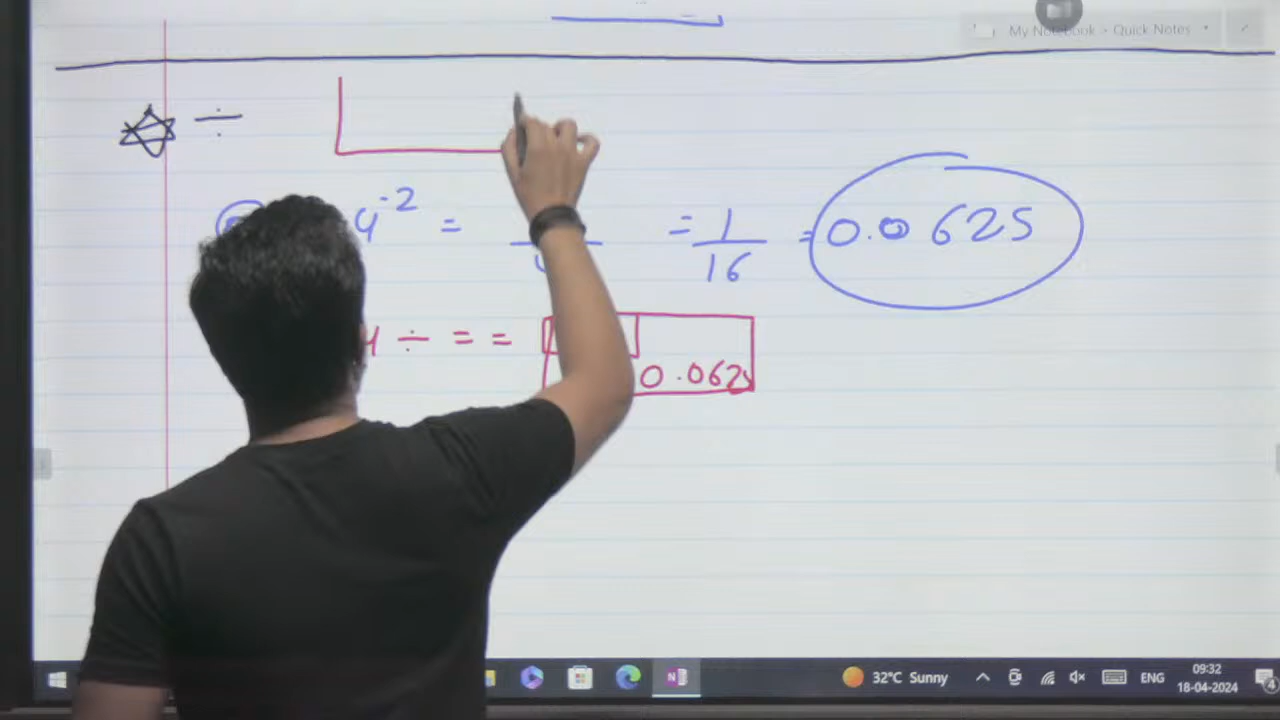 My Notebook > Quick Notes
÷
4⁻² = = 1/16 = 0.0625
4 ÷ = = 0.0625
32°C Sunny
ENG
09:32
18-04-2024
4